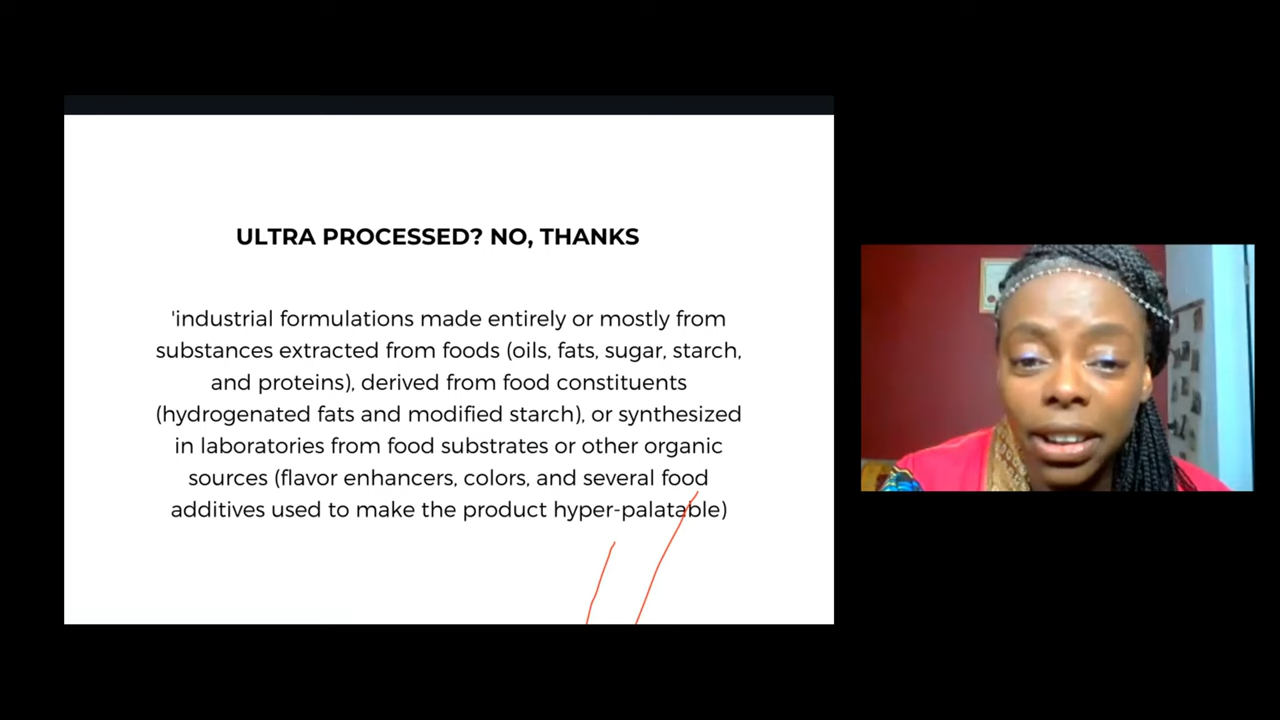 ULTRA PROCESSED? NO, THANKS
'industrial formulations made entirely or mostly from
substances extracted from foods (oils, fats, sugar, starch,
and proteins), derived from food constituents
(hydrogenated fats and modified starch), or synthesized
in laboratories from food substrates or other organic
sources (flavor enhancers, colors, and several food
additives used to make the product hyper-palatable)